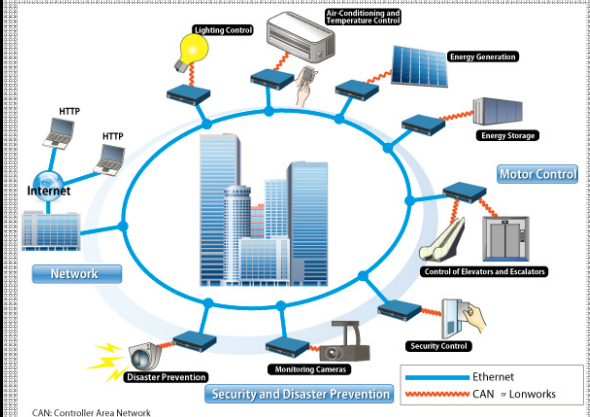 Lighting Control
Air-Conditioning and
Temperature Control
Energy Generation
Energy Storage
HTTP
HTTP
Internet
Network
Motor Control
Control of Elevators and Escalators
Security Control
Monitoring Cameras
Disaster Prevention
Security and Disaster Prevention
Ethernet
CAN
Lonworks
CAN: Controller Area Network